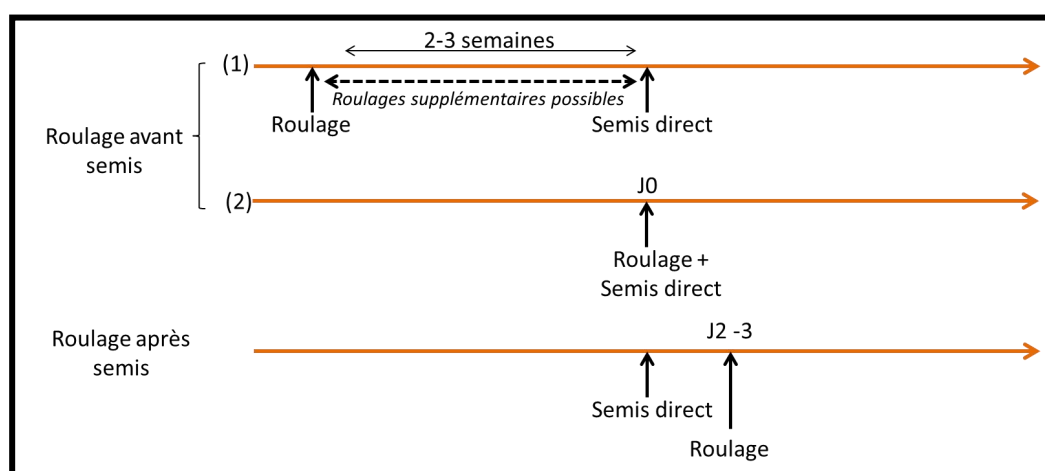 2-3 semaines
(1)
Roulages supplémentaires possibles
Roulage
Semis direct
Roulage avant
semis
J0
(2)
Roulage +
Semis direct
Roulage après
semis
J2 -3
Semis direct
Roulage